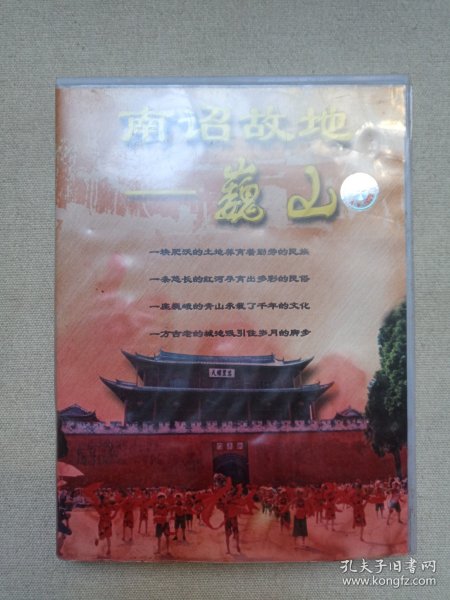 南诏故地
——巍山
一块肥沃的土地养育着勤劳的民族
一条悠长的红河孕育出多彩的民俗
一座巍峨的青山承载了千年的文化
一方古老的城池吸引住岁月的脚步
孔夫子旧书网
www.kongfz.com